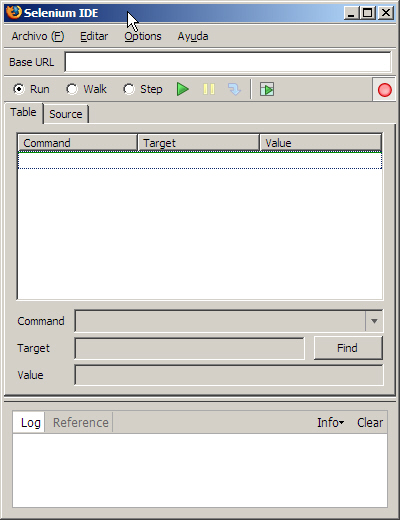 Selenium IDE
Archivo (F) Editar Options Ayuda
Base URL
Run Walk Step
Table Source
Command Target Value
Command
Target Find
Value
Log Reference Info Clear